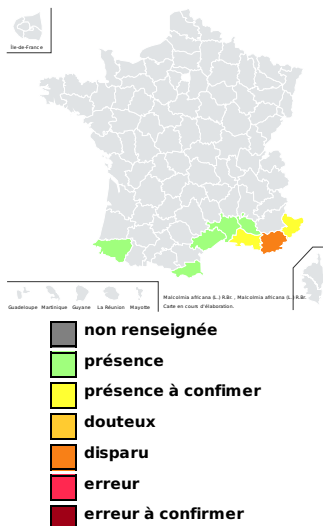 Île-de-France
Guadeloupe Martinique Guyane La Réunion Mayotte
Malcolmia africana (L.) R.Br. , Malcolmia africana (L.) R.Br.
Carte en cours d'élaboration.
non renseignée
présence
présence à confimer
douteux
disparu
erreur
erreur à confirmer